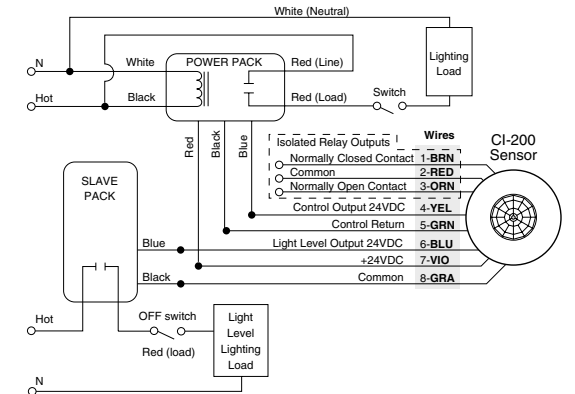 White (Neutral)
N
White
POWER PACK
Red (Line)
Lighting
Load
Hot
Black
Red (Load)
Switch
Red
Black
Blue
Isolated Relay Outputs
Wires
CI-200
Sensor
Normally Closed Contact 1-BRN
Common 2-RED
Normally Open Contact 3-ORN
Control Output 24VDC 4-YEL
Control Return 5-GRN
SLAVE
PACK
Blue
Light Level Output 24VDC 6-BLU
+24VDC 7-VIO
Black
Common 8-GRA
Hot
OFF switch
Red (load)
Light
Level
Lighting
Load
N